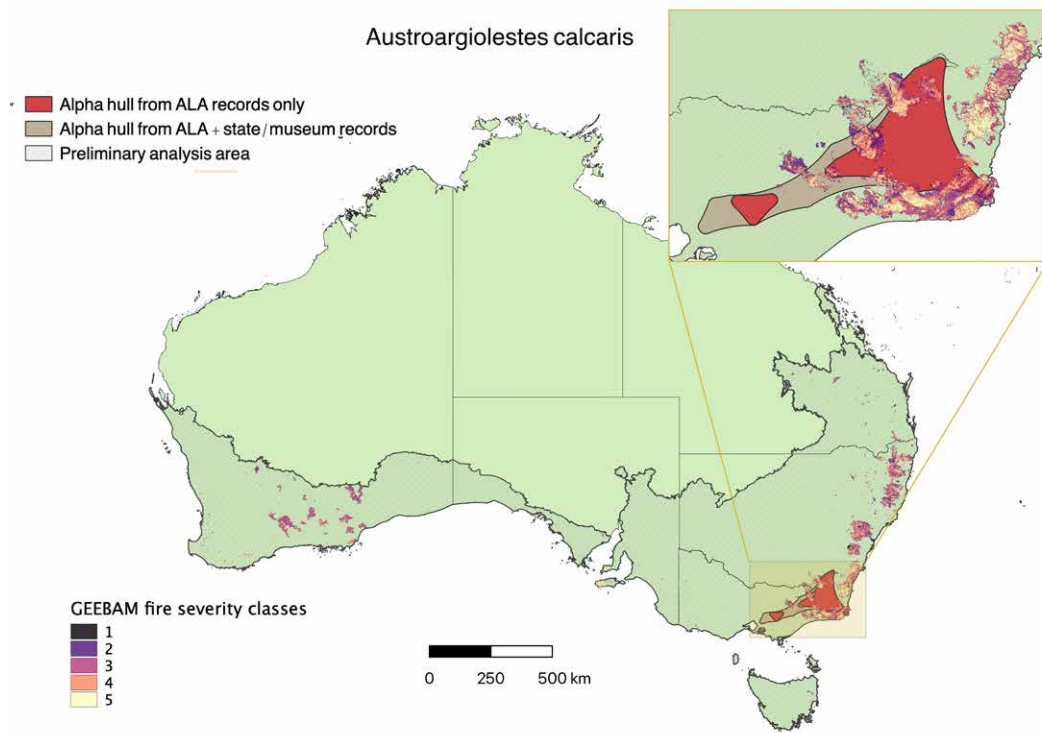 Austroargiolestes calcaris
Alpha hull from ALA records only
Alpha hull from ALA + state/museum records
Preliminary analysis area
GEEBAM fire severity classes
1
2
3
4
5
0 250 500 km